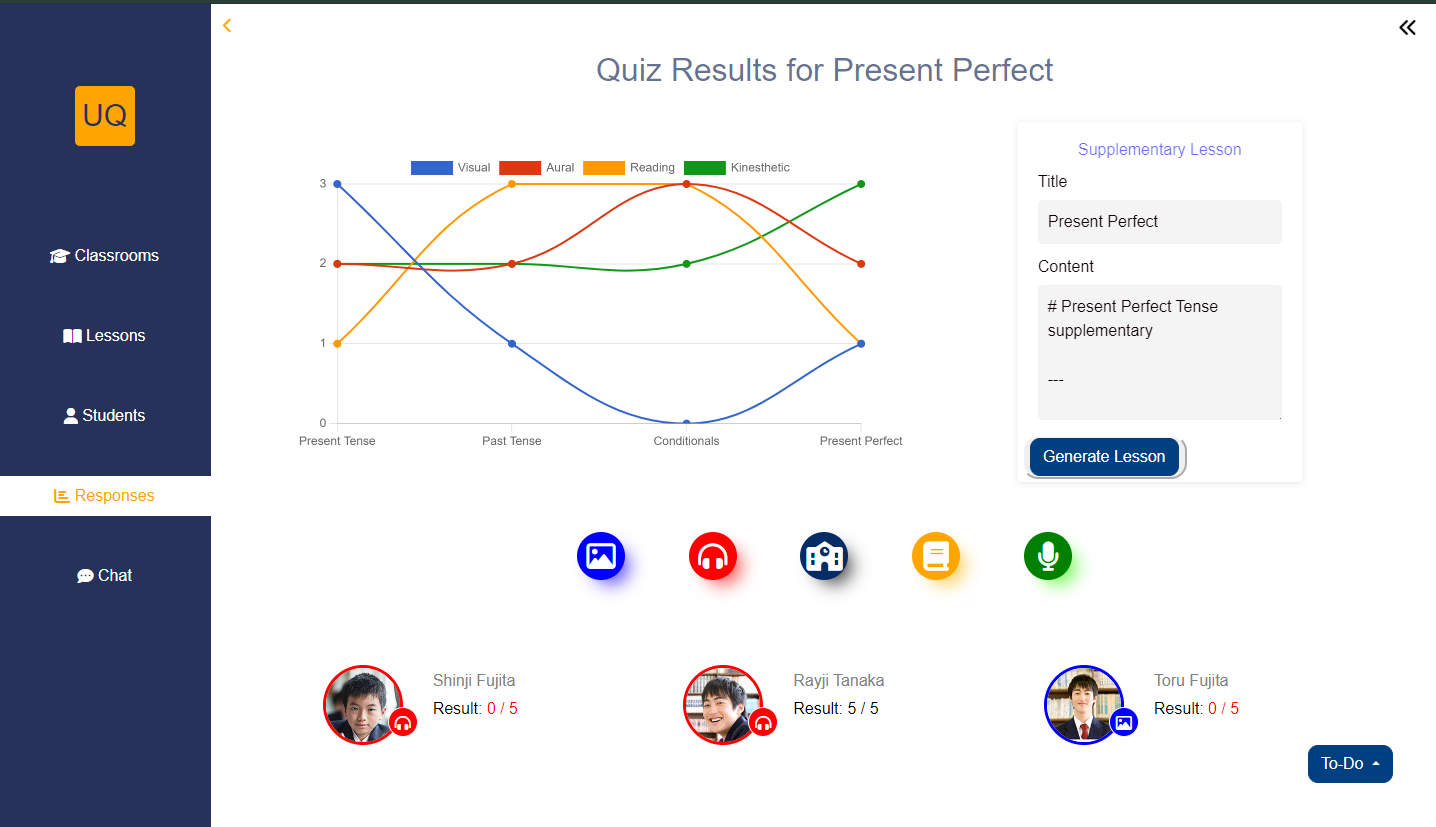 UQ
Classrooms
Lessons
Students
Responses
Chat
Quiz Results for Present Perfect
Visual Aural Reading Kinesthetic
3
2
1
0
Present Tense Past Tense Conditionals Present Perfect
Supplementary Lesson
Title
Present Perfect
Content
# Present Perfect Tense
supplementary
---
Generate Lesson
Shinji Fujita
Result: 0 / 5
Rayji Tanaka
Result: 5 / 5
Toru Fujita
Result: 0 / 5
To-Do